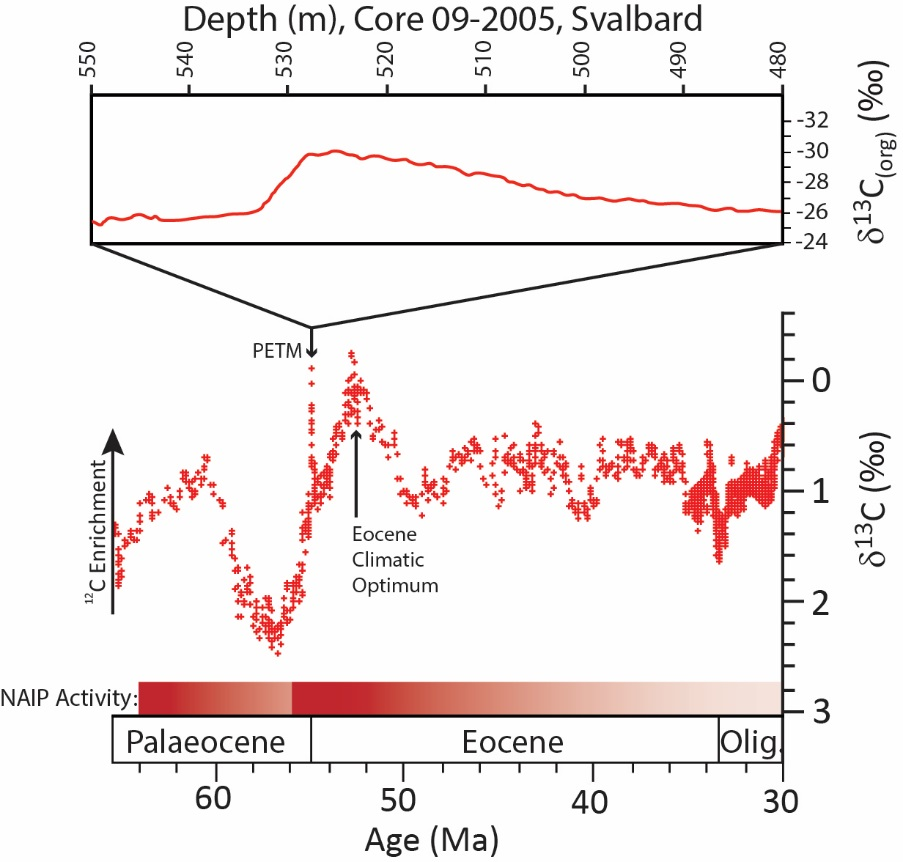 Depth (m), Core 09-2005, Svalbard
550 540 530 520 510 500 490 480
-32
-30
-28
-26
-24
δ13C(org) (‰)
PETM
Eocene
Climatic
Optimum
12C Enrichment
0
1
2
3
δ13C (‰)
NAIP Activity:
Palaeocene Eocene Olig.
60 50 40 30
Age (Ma)